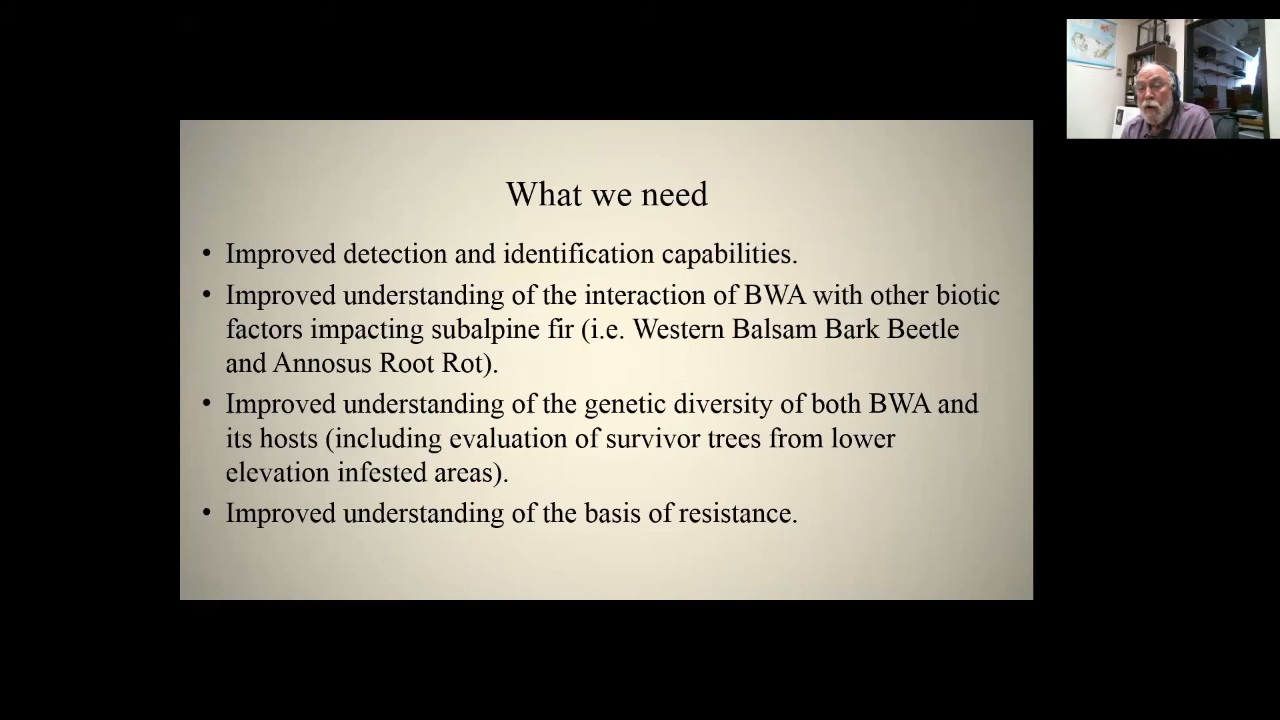 What we need
• Improved detection and identification capabilities.
• Improved understanding of the interaction of BWA with other biotic
factors impacting subalpine fir (i.e. Western Balsam Bark Beetle
and Annosus Root Rot).
• Improved understanding of the genetic diversity of both BWA and
its hosts (including evaluation of survivor trees from lower
elevation infested areas).
• Improved understanding of the basis of resistance.